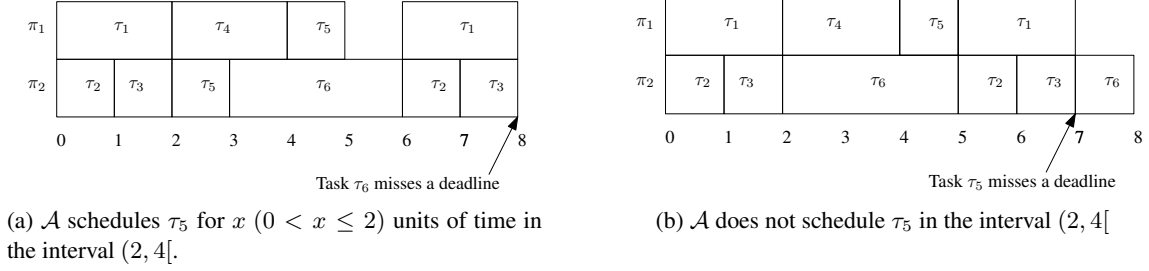 π1 τ1 τ4 τ5 τ1
π2 τ2 τ3 τ5 τ6 τ2 τ3
0 1 2 3 4 5 6 7 8
Task τ6 misses a deadline
(a) A schedules τ5 for x (0 < x ≤ 2) units of time in
the interval (2, 4[.
π1 τ1 τ4 τ5 τ1
π2 τ2 τ3 τ6 τ2 τ3 τ6
0 1 2 3 4 5 6 7 8
Task τ5 misses a deadline
(b) A does not schedule τ5 in the interval (2, 4[